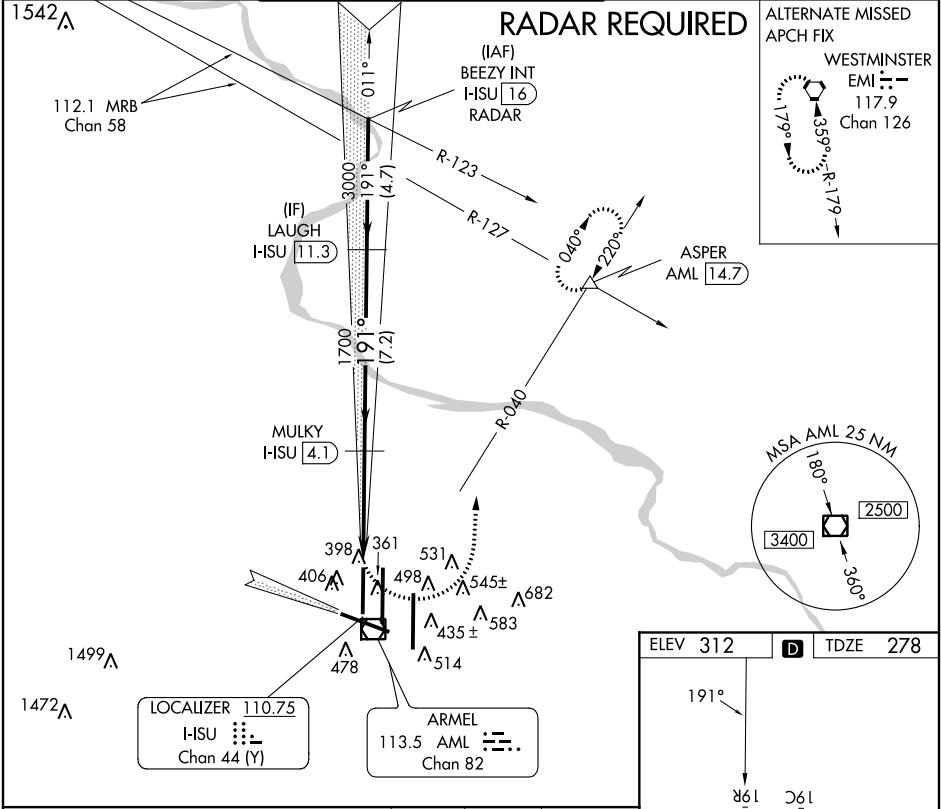 1542
RADAR REQUIRED
ALTERNATE MISSED
APCH FIX
WESTMINSTER
EMI
117.9
Chan 126
179°
359°
R-179
(IAF)
BEEZY INT
I-ISU 16
RADAR
011°
112.1 MRB
Chan 58
R-123
R-127
3000
191°
(4.7)
(IF)
LAUGH
I-ISU 11.3
040°
220°
ASPER
AML 14.7
1700
191°
(7.2)
R-040
MULKY
I-ISU 4.1
MSA AML 25 NM
180°
2500
3400
360°
398
361
531
406
498
545±
682
583
435±
514
478
1499
1472
LOCALIZER 110.75
I-ISU
Chan 44 (Y)
ARMEL
113.5 AML
Chan 82
ELEV 312
D
TDZE 278
191°
19R
19C